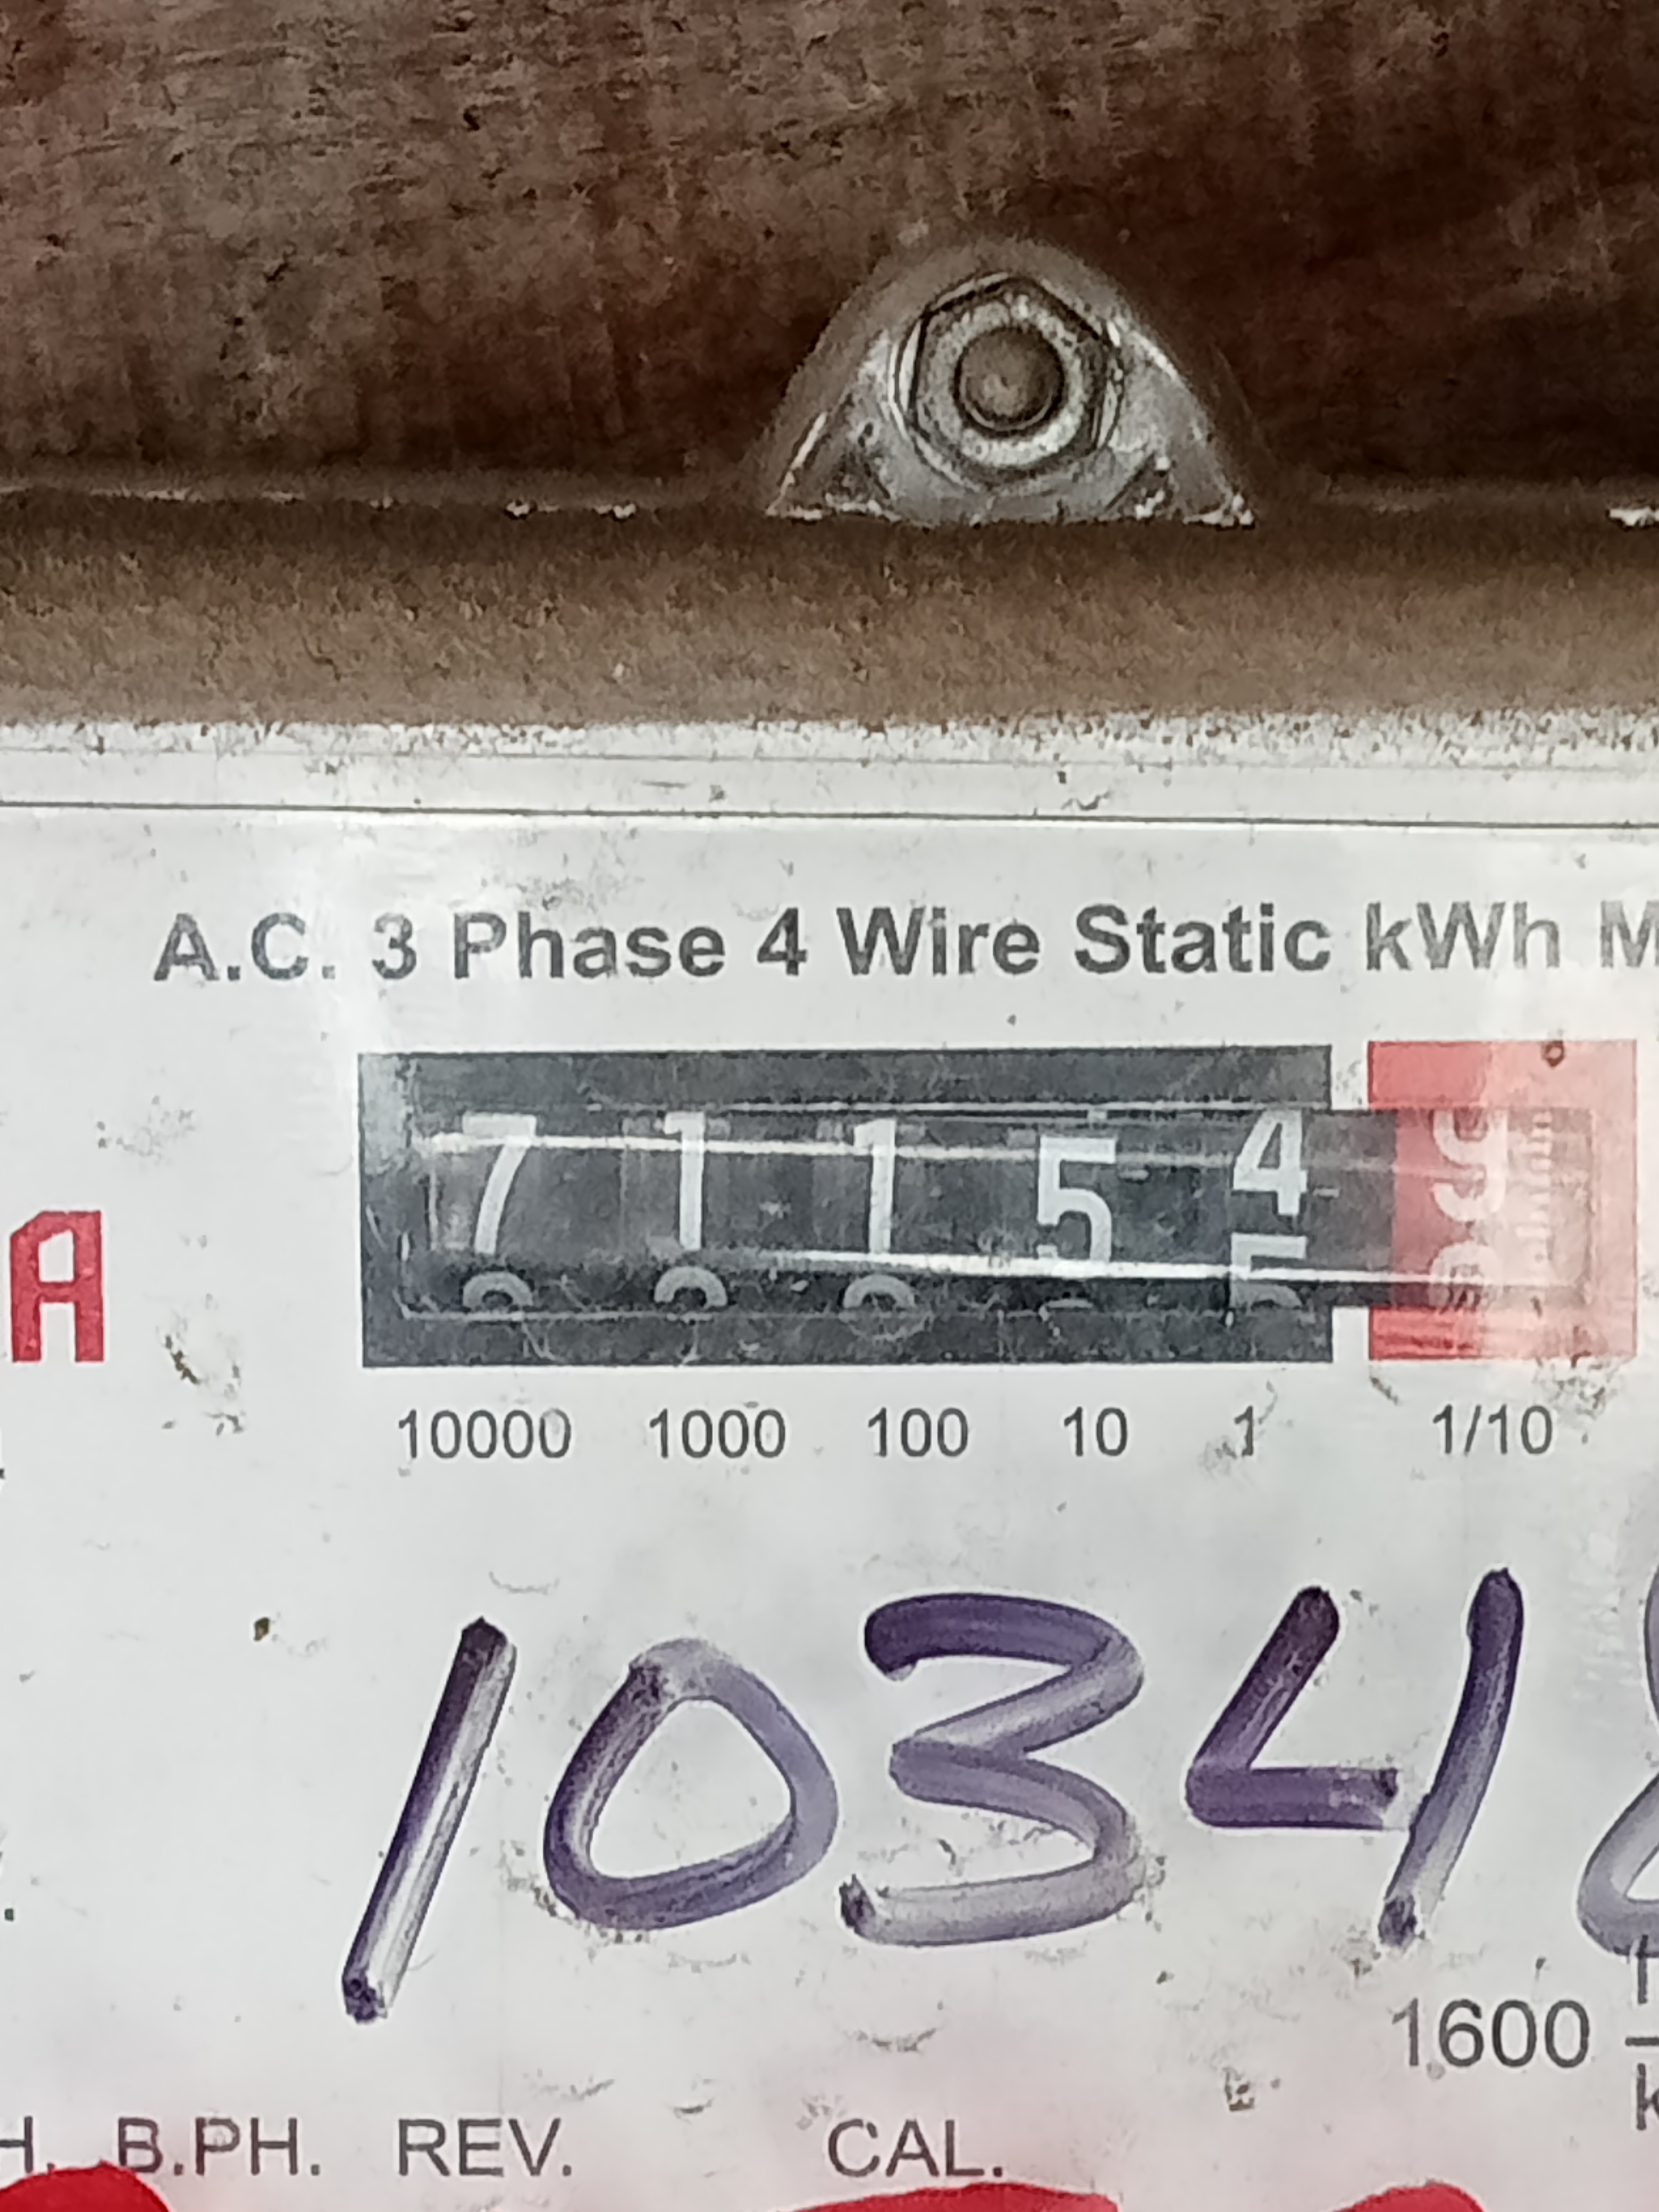 A.C. 3 Phase 4 Wire Static kWh M
A
7 1 1 5 4 9
10000 1000 100 10 1 1/10
10341
1600
H. B.PH. REV. CAL.